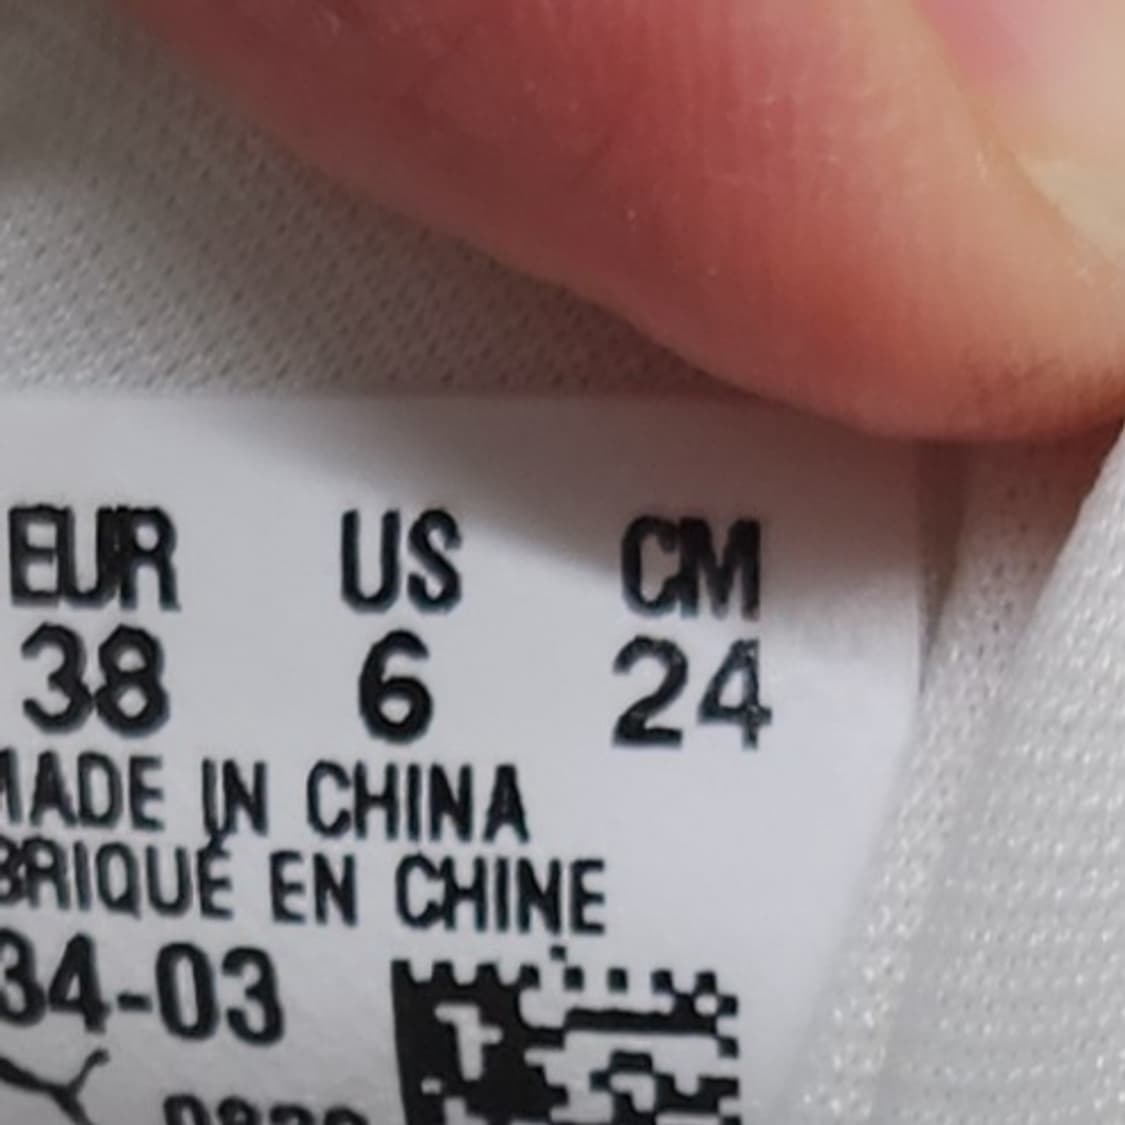 EUR US CM
38 6 24
MADE IN CHINA
BRIQUÉ EN CHINE
34-03